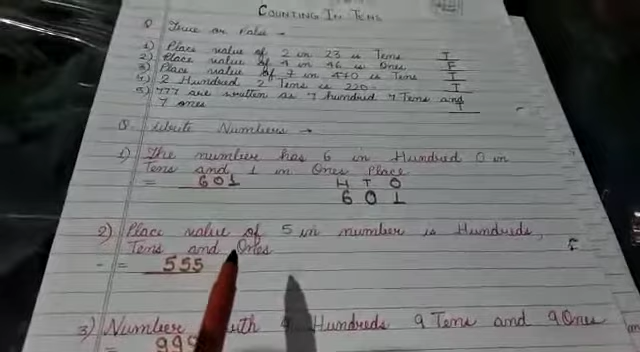 COUNTING IN TENS
Q True or False →
1) Place value of 2 in 23 is Tens T
2) Place value of 4 in 46 is Ones F
3) Place value of 7 in 470 is Tens T
4) 2 Hundred 2 Tens is 220. T
5) 777 are written as 7 hundred 7 Tens and
7 ones T
Q. Write Numbers →
1) The number has 6 in Hundred 0 in
Tens and 1 in Ones Place
= 601
H T O
6 0 1
2) Place value of 5 in number is Hundreds,
Tens and Ones
= 555
3) Number with 9 Hundreds 9 Tens and 9 Ones
= 999